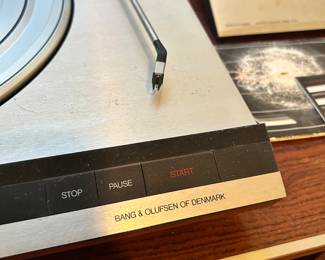 STOP PAUSE START
BANG & OLUFSEN OF DENMARK